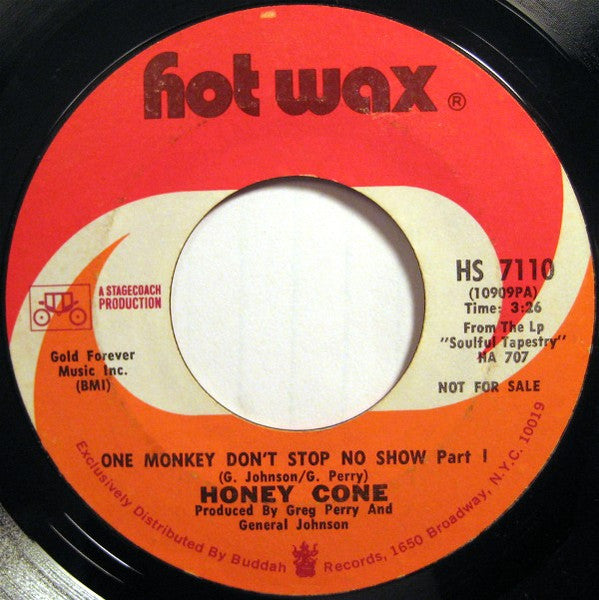 hot wax ®
A STAGECOACH
PRODUCTION
Gold Forever
Music Inc.
(BMI)
HS 7110
(10909PA)
Time: 3:26
From The Lp
"Soulful Tapestry"
HA 707
NOT FOR SALE
ONE MONKEY DON'T STOP NO SHOW Part I
(G. Johnson/G. Perry)
HONEY CONE
Produced By Greg Perry And
General Johnson
Exclusively Distributed By Buddah Records, 1650 Broadway, N.Y.C. 10019